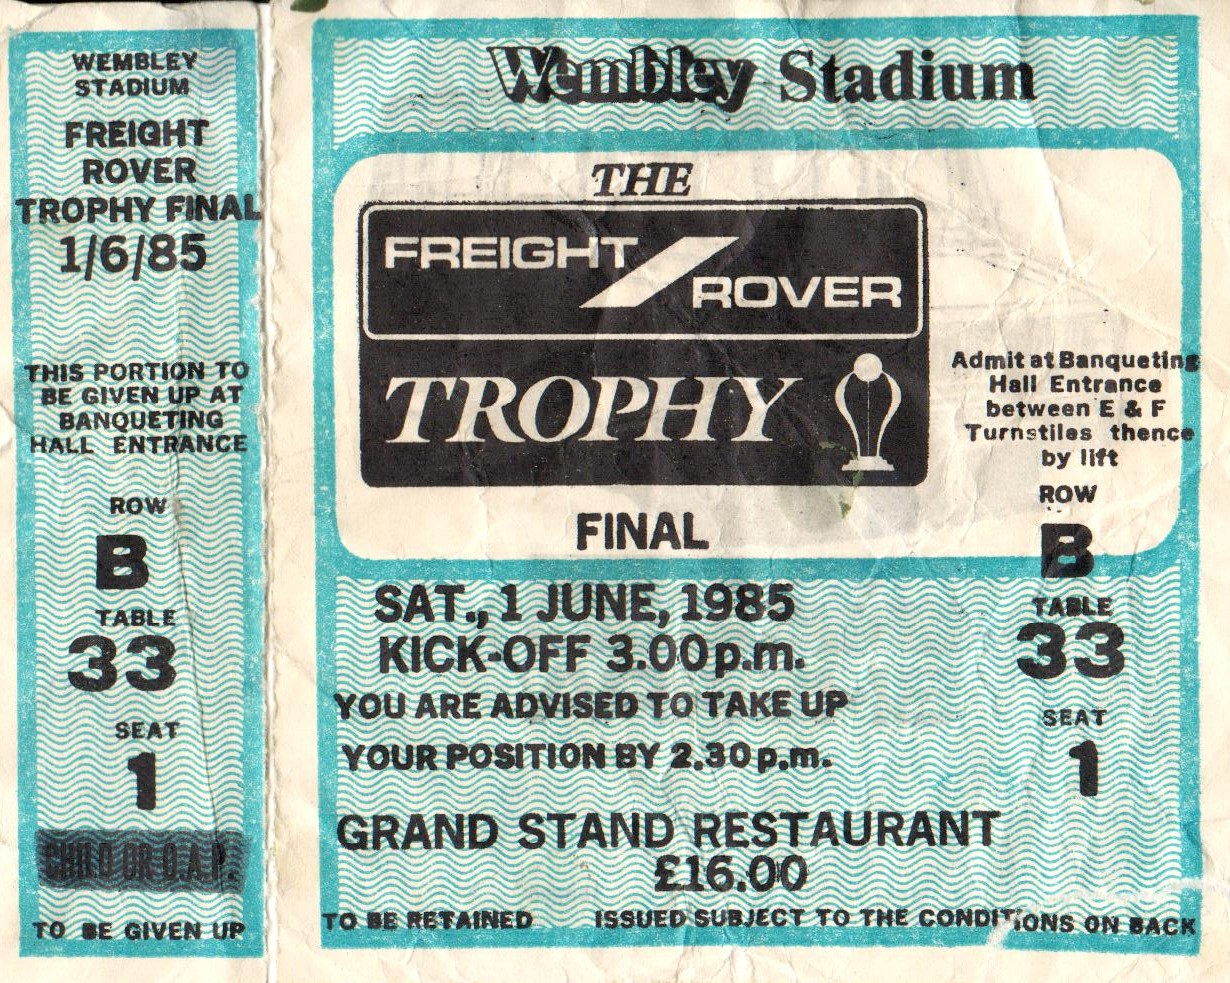 WEMBLEY
STADIUM
FREIGHT
ROVER
TROPHY FINAL
1/6/85
THIS PORTION TO
BE GIVEN UP AT
BANQUETING
HALL ENTRANCE
ROW
B
TABLE
33
SEAT
1
CHILD OR O.A.P.
TO BE GIVEN UP
Wembley Stadium
THE
FREIGHT
ROVER
TROPHY
FINAL
Admit at Banqueting
Hall Entrance
between E & F
Turnstiles thence
by lift
ROW
B
TABLE
33
SEAT
1
SAT., 1 JUNE, 1985
KICK-OFF 3.00p.m.
YOU ARE ADVISED TO TAKE UP
YOUR POSITION BY 2.30p.m.
GRAND STAND RESTAURANT
£16.00
TO BE RETAINED ISSUED SUBJECT TO THE CONDITIONS ON BACK